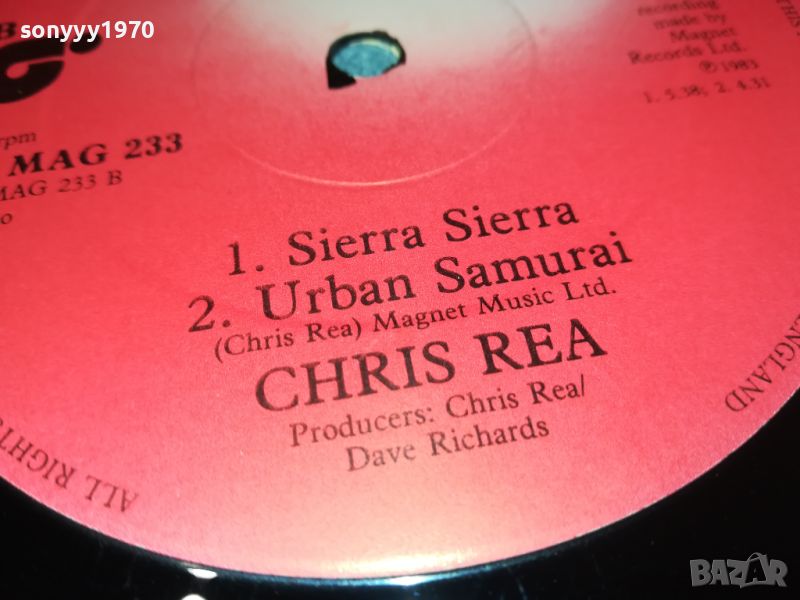 sonyyy1970
B
recording
made by
Magnet
Records Ltd.
℗1983
1. 5.38; 2. 4.31
rpm
MAG 233
MAG 233 B
1. Sierra Sierra
2. Urban Samurai
(Chris Rea) Magnet Music Ltd.
CHRIS REA
Producers: Chris Rea/
Dave Richards
ALL RIGHTS
ENGLAND
BAZAR